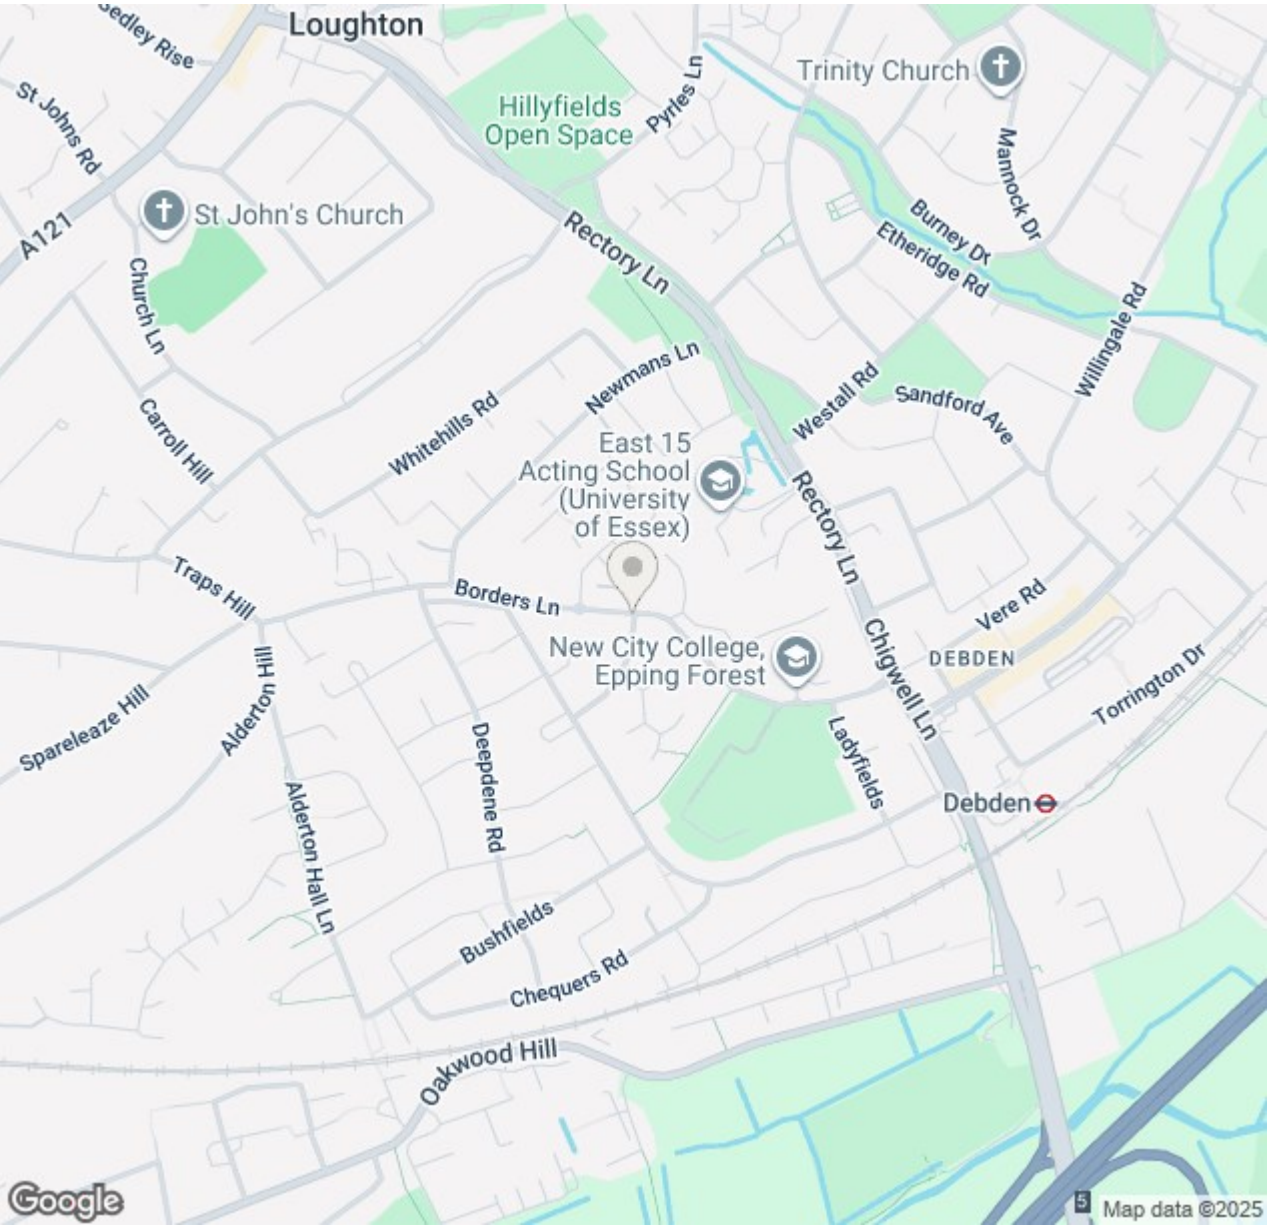 Sedley Rise
Loughton
St Johns Rd
Hillyfields
Open Space
Pyrles Ln
Trinity Church
Mannock Dr
A121
St John's Church
Rectory Ln
Burney Dr
Etheridge Rd
Church Ln
Willingale Rd
Newmans Ln
Westall Rd
Sandford Ave
Carroll Hill
Whitehills Rd
East 15
Acting School
(University
of Essex)
Rectory Ln
Traps Hill
Borders Ln
Vere Rd
New City College,
Epping Forest
Chigwell Ln
DEBDEN
Torrington Dr
Spareleaze Hill
Alderton Hill
Deepdene Rd
Ladyfields
Alderton Hall Ln
Debden
Bushfields
Chequers Rd
Oakwood Hill
5
Google
Map data ©2025